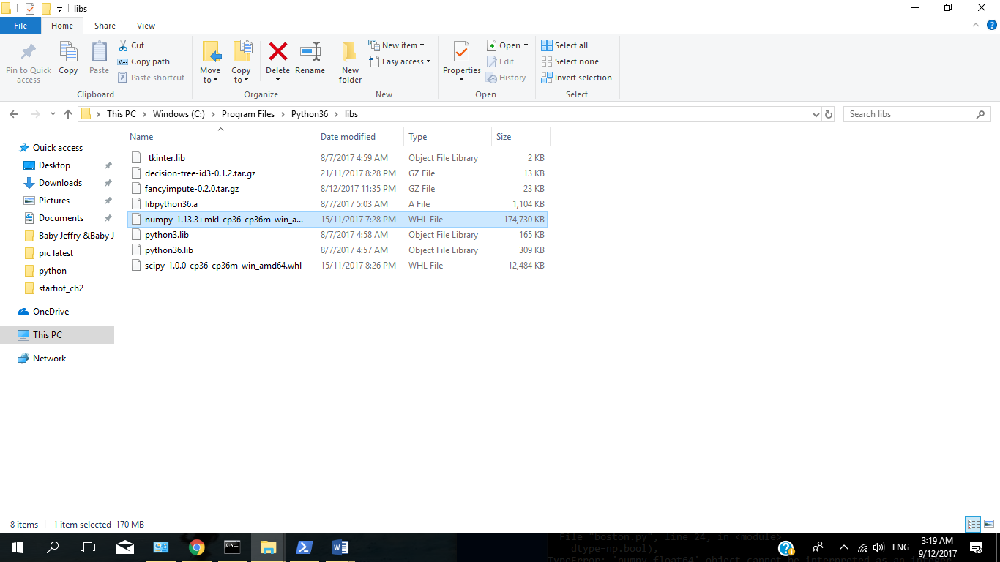 libs
File Home Share View
Pin to Quick access
Copy
Paste
Cut
Copy path
Paste shortcut
Clipboard
Move to
Copy to
Delete
Rename
Organize
New folder
New item
Easy access
New
Properties
Open
Edit
History
Open
Select all
Select none
Invert selection
Select
This PC > Windows (C:) > Program Files > Python36 > libs
Search libs
Name Date modified Type Size
_tkinter.lib 8/7/2017 4:59 AM Object File Library 2 KB
decision-tree-id3-0.1.2.tar.gz 21/11/2017 8:28 PM GZ File 13 KB
fancyimpute-0.2.0.tar.gz 8/12/2017 11:35 PM GZ File 23 KB
libpython36.a 8/7/2017 5:03 AM A File 1,104 KB
numpy-1.13.3+mkl-cp36-cp36m-win_a... 15/11/2017 7:28 PM WHL File 174,730 KB
python3.lib 8/7/2017 4:58 AM Object File Library 165 KB
python36.lib 8/7/2017 4:57 AM Object File Library 309 KB
scipy-1.0.0-cp36-cp36m-win_amd64.whl 15/11/2017 8:26 PM WHL File 12,484 KB
Quick access
Desktop
Downloads
Pictures
Documents
Baby Jeffry &Baby J
pic latest
python
startiot_ch2
OneDrive
This PC
Network
8 items 1 item selected 170 MB
File "boston.py", line 24, in <module>
dtype=np.bool),
TypeError: 'numpy.float64' object cannot be interpreted as an integer
ENG
3:19 AM
9/12/2017